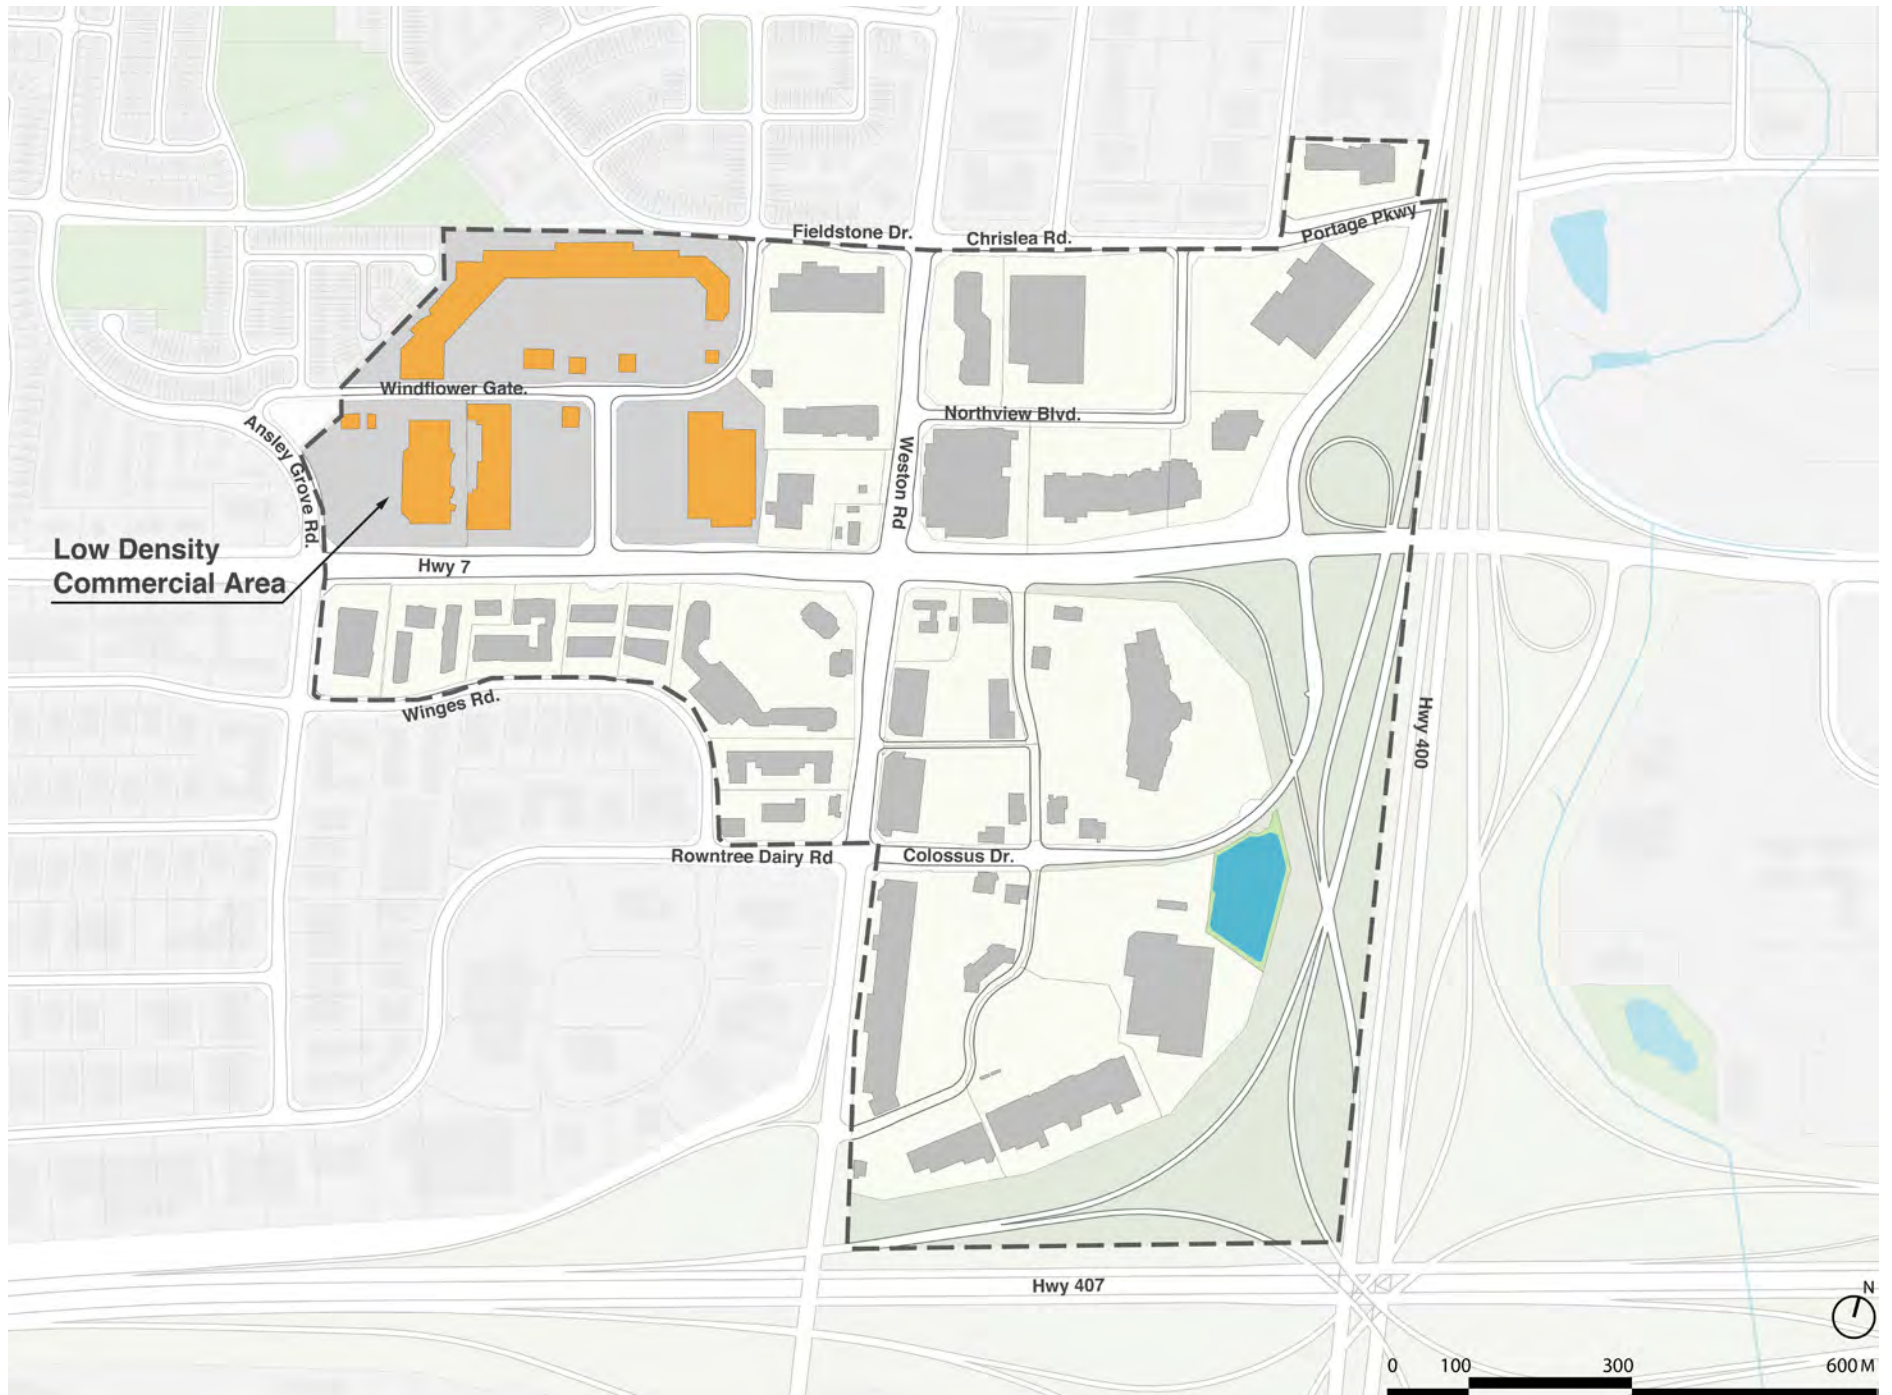 Fieldstone Dr.
Chrislea Rd.
Portage Pkwy
Windflower Gate.
Northview Blvd.
Ansley Grove Rd.
Weston Rd
Low Density
Commercial Area
Hwy 7
Winges Rd.
Hwy 400
Rowntree Dairy Rd
Colossus Dr.
Hwy 407
N
0 100 300 600 M